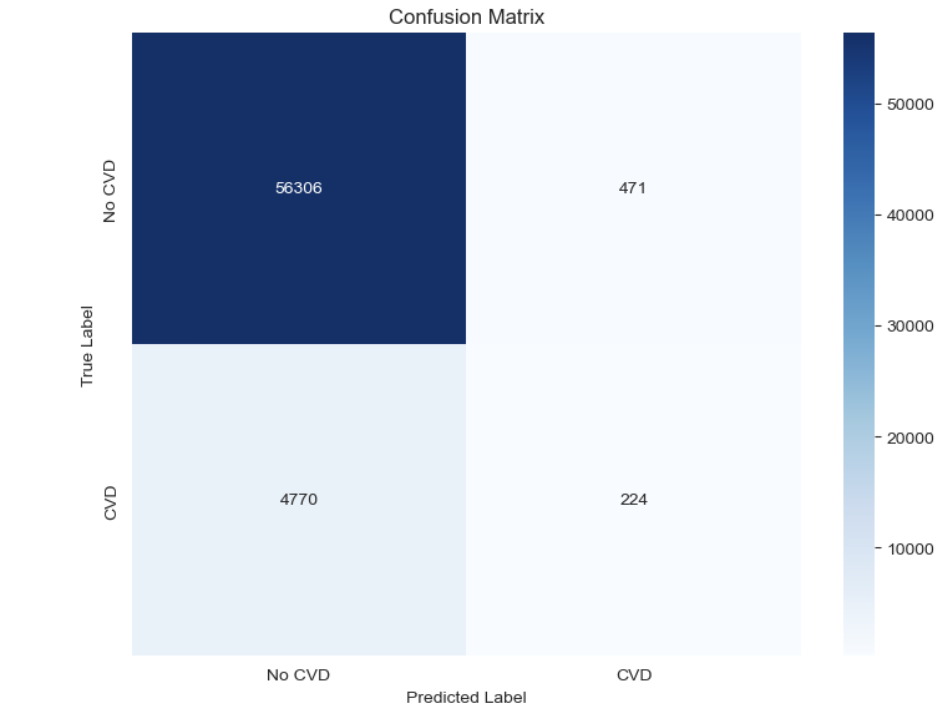 Confusion Matrix
No CVD
56306
471
True Label
CVD
4770
224
No CVD
CVD
Predicted Label
50000
40000
30000
20000
10000